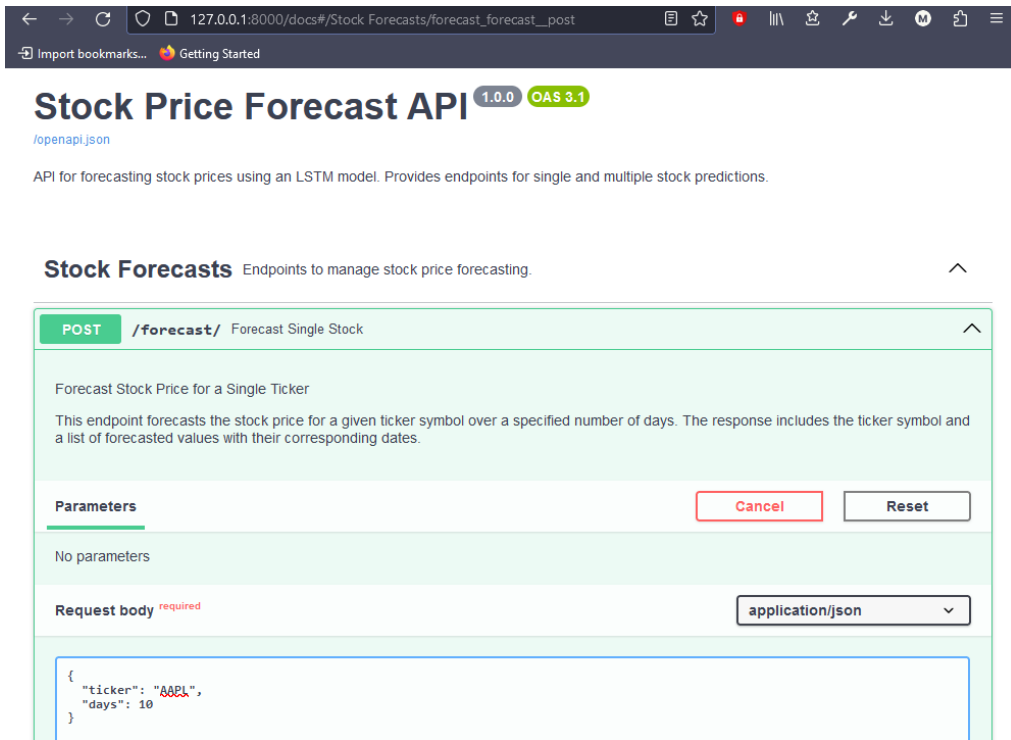 127.0.0.1:8000/docs#/Stock Forecasts/forecast_forecast__post
Import bookmarks... Getting Started
Stock Price Forecast API 1.0.0 OAS 3.1
/openapi.json
API for forecasting stock prices using an LSTM model. Provides endpoints for single and multiple stock predictions.
Stock Forecasts Endpoints to manage stock price forecasting.
POST /forecast/ Forecast Single Stock
Forecast Stock Price for a Single Ticker
This endpoint forecasts the stock price for a given ticker symbol over a specified number of days. The response includes the ticker symbol and
a list of forecasted values with their corresponding dates.
Parameters Cancel Reset
No parameters
Request body required application/json
{
"ticker": "AAPL",
"days": 10
}